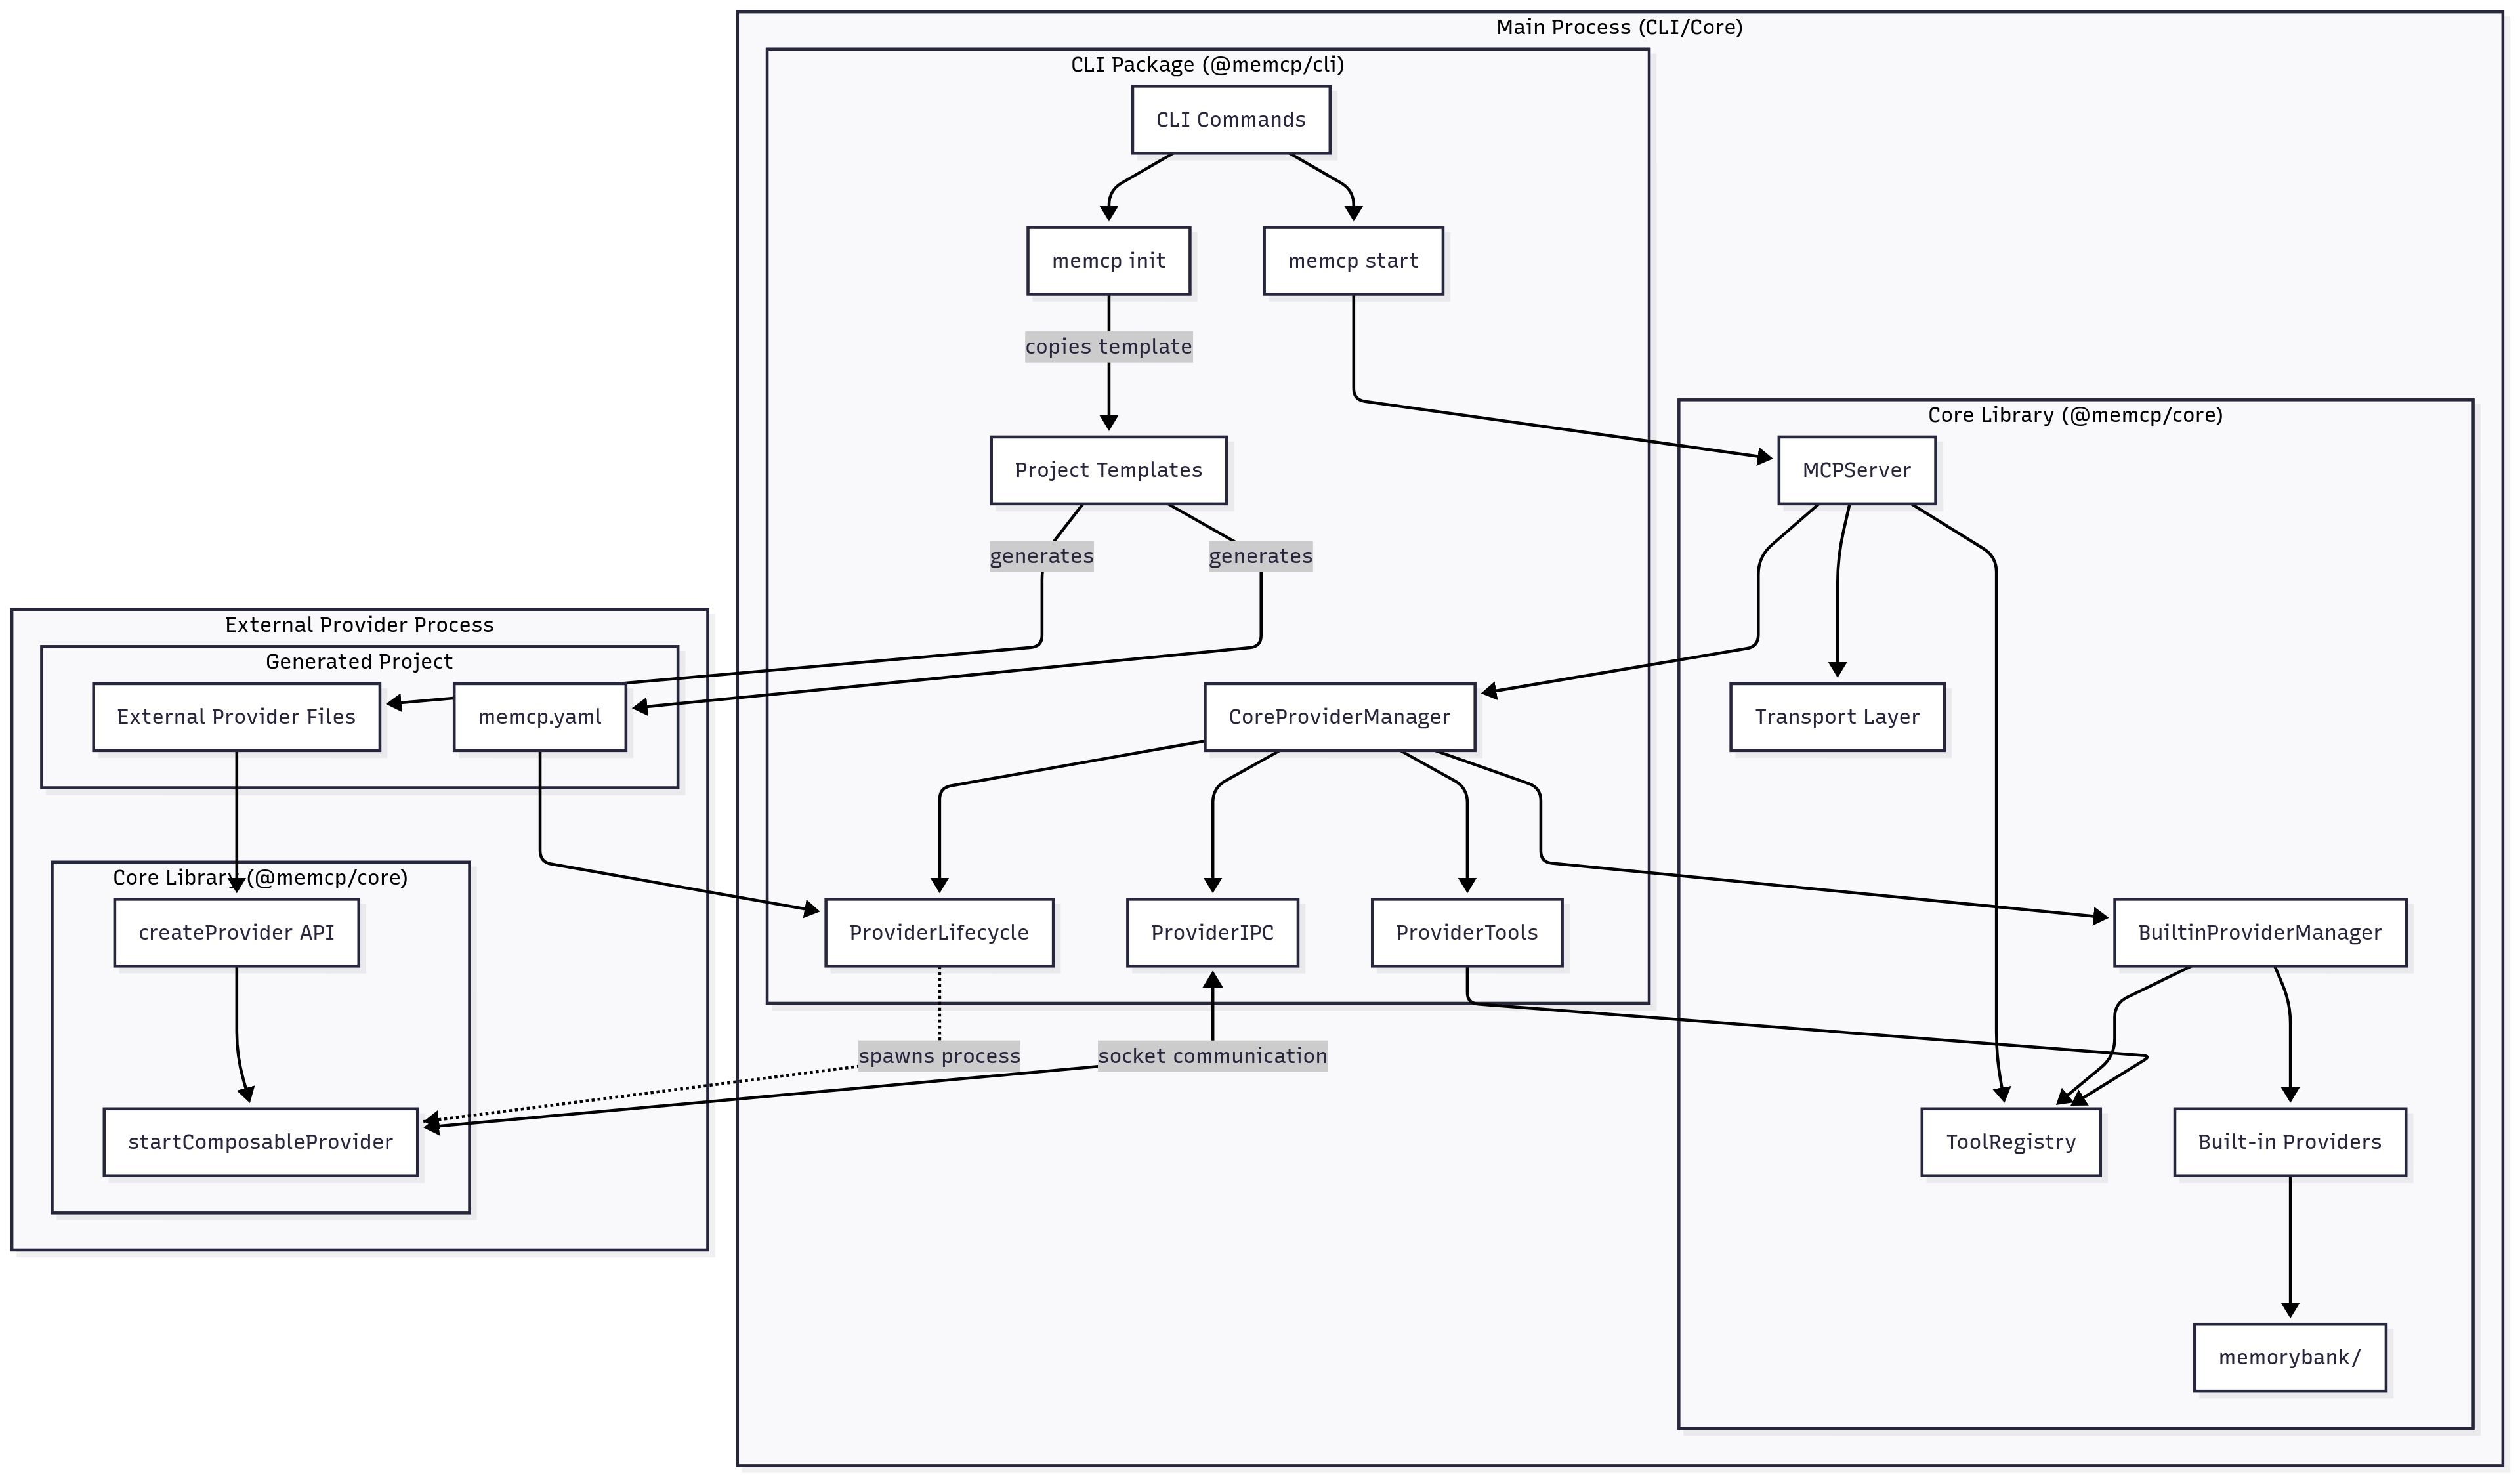 Main Process (CLI/Core)
CLI Package (@memcp/cli)
CLI Commands
memcp init
memcp start
copies template
Core Library (@memcp/core)
Project Templates
MCPServer
generates
generates
External Provider Process
Generated Project
External Provider Files
memcp.yaml
CoreProviderManager
Transport Layer
Core Library (@memcp/core)
createProvider API
ProviderLifecycle
ProviderIPC
ProviderTools
BuiltinProviderManager
spawns process
socket communication
startComposableProvider
ToolRegistry
Built-in Providers
memorybank/